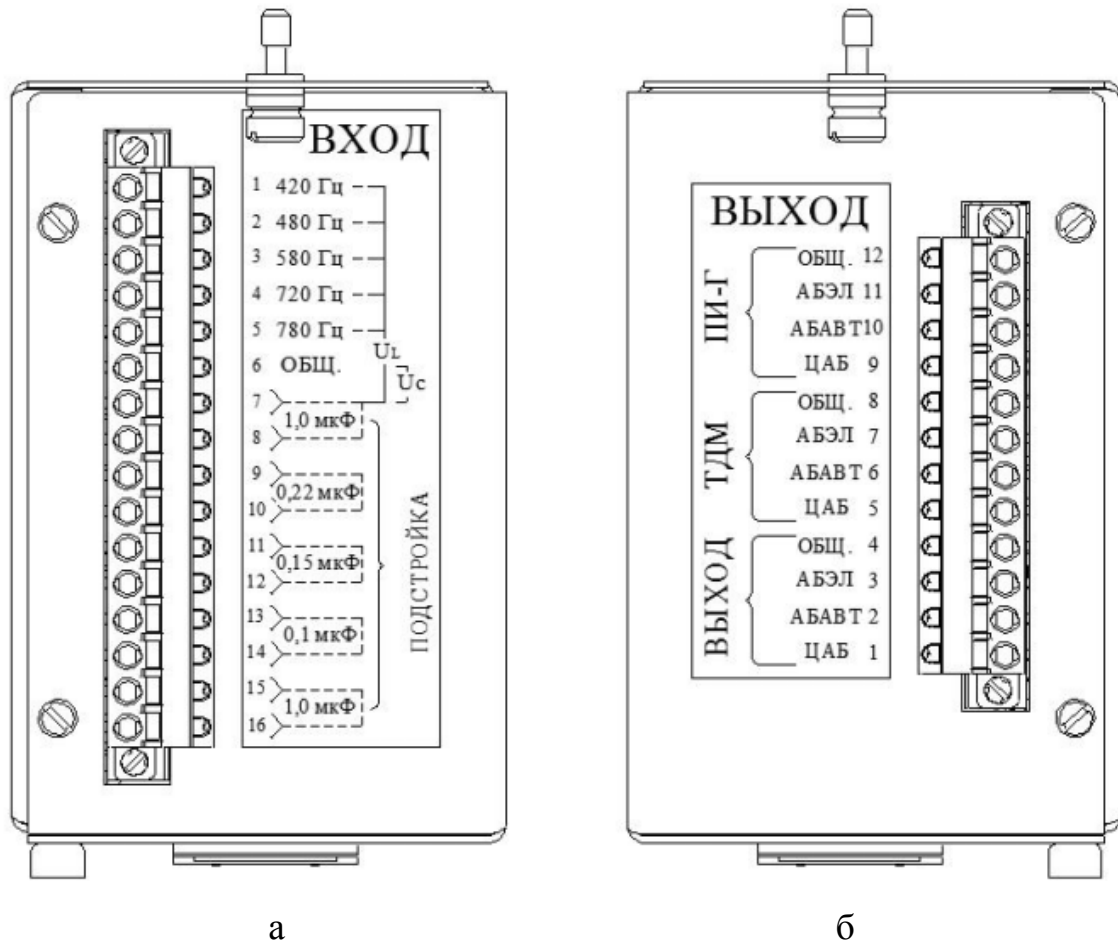 ВХОД
1 420 Гц
2 480 Гц
3 580 Гц
4 720 Гц
5 780 Гц
UL
6 ОБЩ.
Uc
7
1,0 мкФ
8
9
0,22 мкФ
10
11
0,15 мкФ
12
13
0,1 мкФ
14
15
1,0 мкФ
16
ПОДСТРОЙКА
а
ВЫХОД
ПИ-Г
ОБЩ. 12
АБЭЛ 11
АБАВТ 10
ЦАБ 9
ТДМ
ОБЩ. 8
АБЭЛ 7
АБАВТ 6
ЦАБ 5
ВЫХОД
ОБЩ. 4
АБЭЛ 3
АБАВТ 2
ЦАБ 1
б